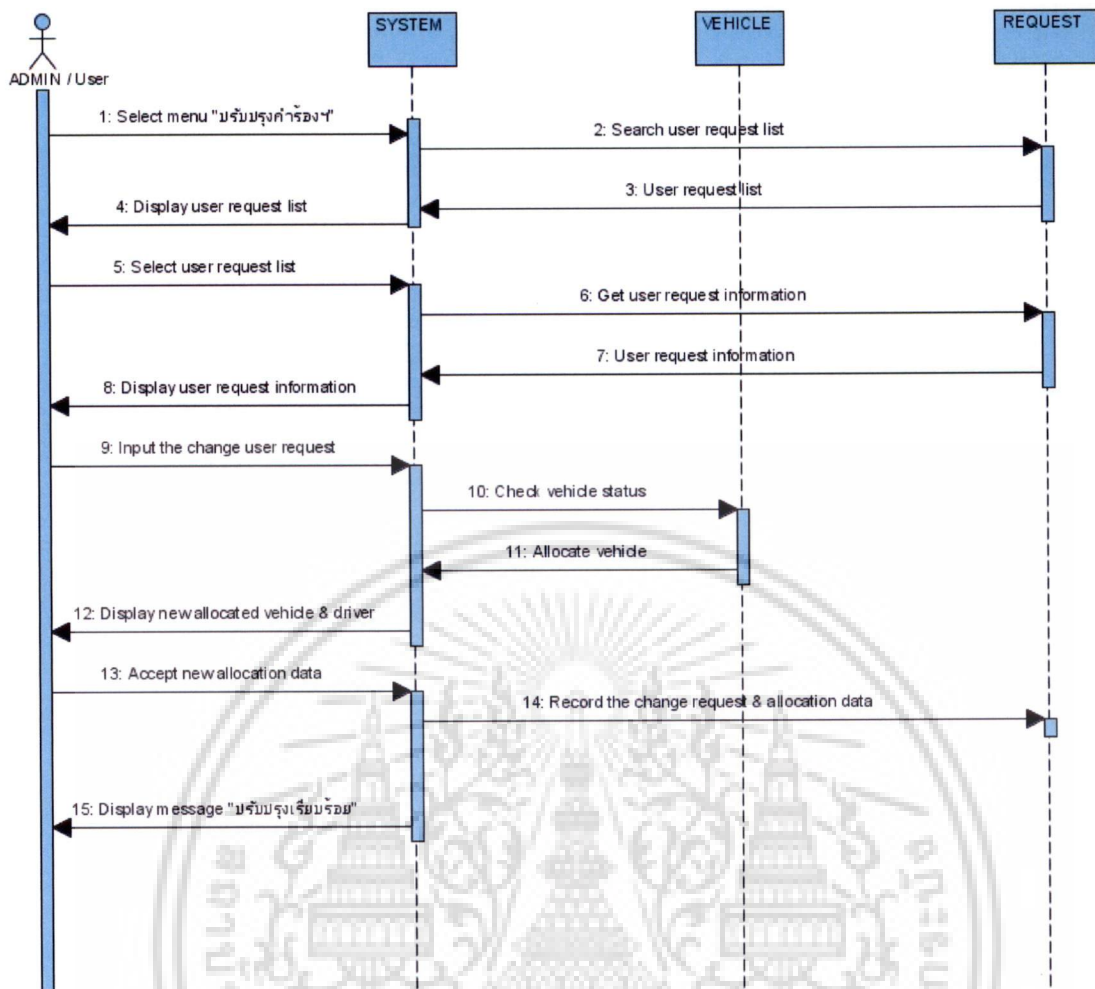 SYSTEM
VEHICLE
REQUEST
ADMIN / User
1: Select menu "ปรับปรุงคำร้องฯ"
2: Search user request list
3: User request list
4: Display user request list
5: Select user request list
6: Get user request information
7: User request information
8: Display user request information
9: Input the change user request
10: Check vehicle status
11: Allocate vehicle
12: Display new allocated vehicle & driver
13: Accept new allocation data
14: Record the change request & allocation data
15: Display message "ปรับปรุงเรียบร้อย"